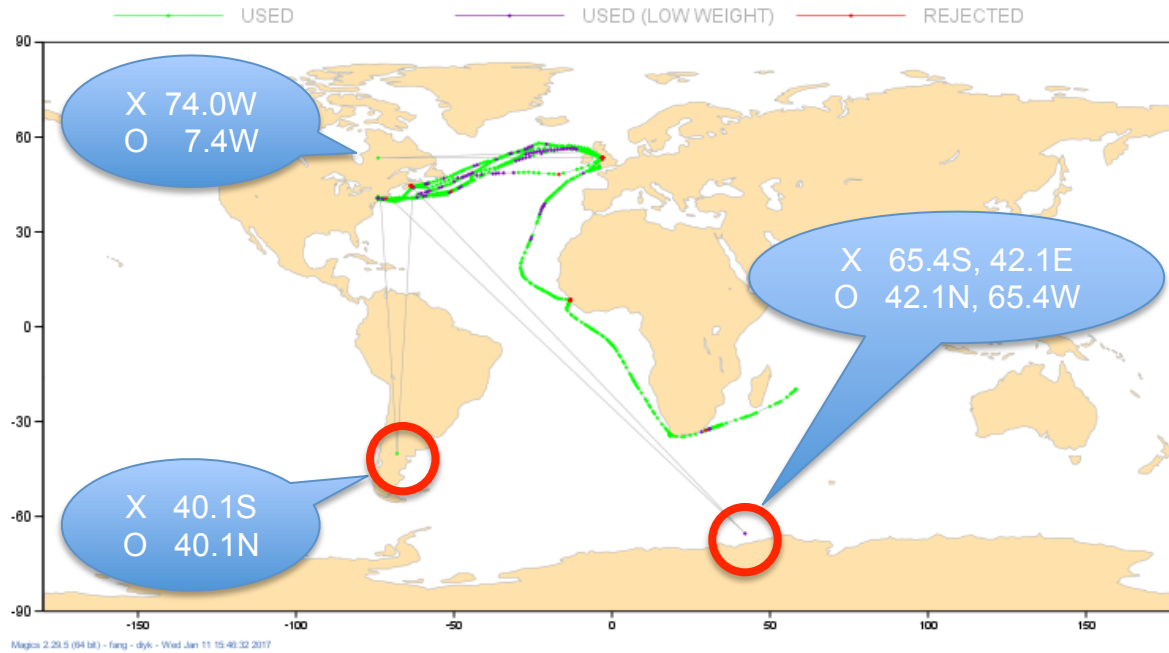 USED USED (LOW WEIGHT) REJECTED
90
X 74.0W
O 7.4W
60
30
X 65.4S, 42.1E
O 42.1N, 65.4W
0
-30
X 40.1S
O 40.1N
-60
-90
-150 -100 -50 0 50 100 150
Magics 2.29.5 (64 bit) - fang - diyk - Wed Jan 11 15:46:32 2017